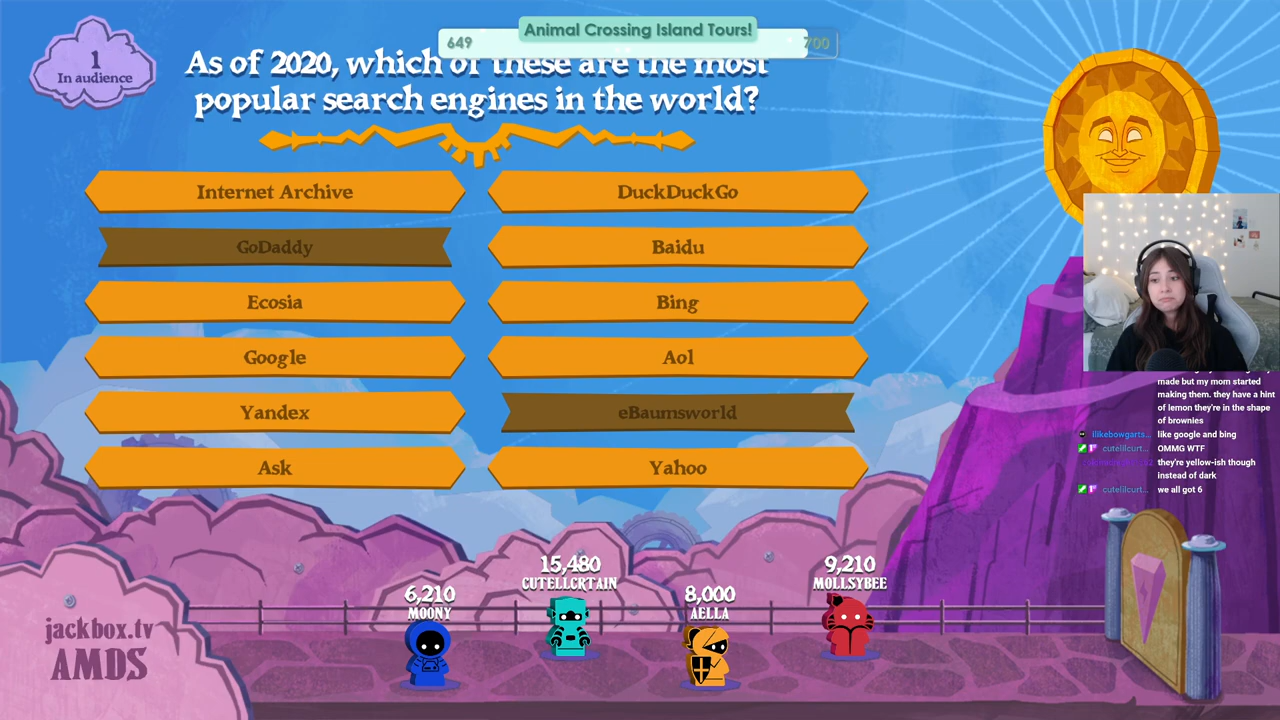 1
In audience
Animal Crossing Island Tours!
649
700
As of 2020, which of these are the most
popular search engines in the world?
Internet Archive
DuckDuckGo
GoDaddy
Baidu
Ecosia
Bing
Google
Aol
Yandex
eBaumsworld
Ask
Yahoo
made but my mom started
making them. they have a hint
of lemon they're in the shape
of brownies
ilikebowgarts... like google and bing
cutelilcurt... OMMG WTF
they're yellow-ish though
instead of dark
cutelilcurt... we all got 6
6,210
MOONY
15,480
CUTELLCRTAIN
8,000
AELLA
9,210
MOLLSYBEE
jackbox.tv
AMDS